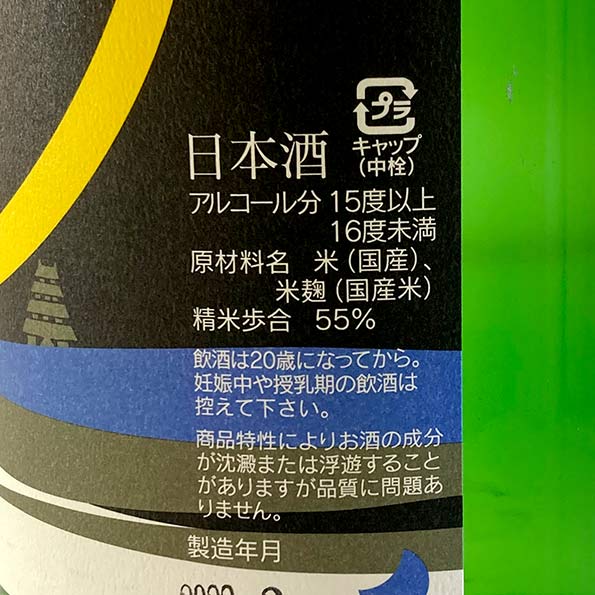 プラ
日本酒 キャップ
(中栓)
アルコール分 15度以上
16度未満
原材料名 米(国産)、
米麹(国産米)
精米歩合 55%
飲酒は20歳になってから。
妊娠中や授乳期の飲酒は
控えて下さい。
商品特性によりお酒の成分
が沈澱または浮遊すること
がありますが品質に問題あ
りません。
製造年月